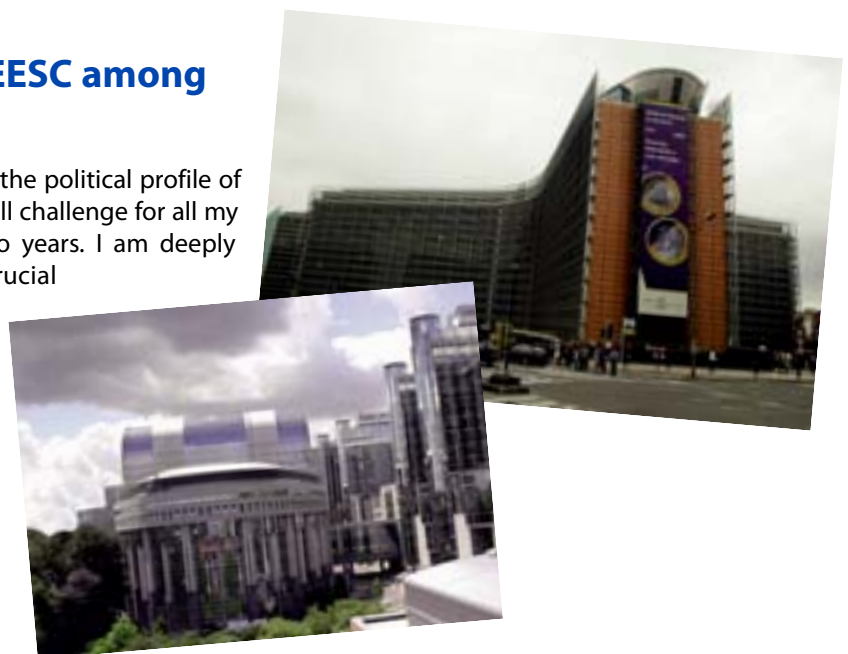 EESC among
the political profile of
ll challenge for all my
o years. I am deeply
rucial